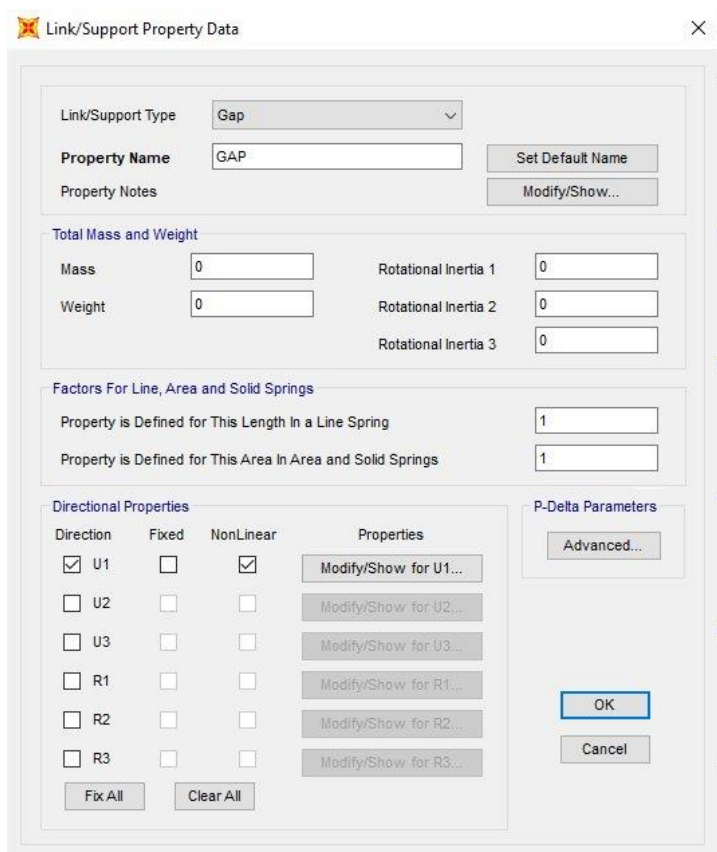 Link/Support Property Data
Link/Support Type Gap
Property Name GAP Set Default Name
Property Notes Modify/Show...
Total Mass and Weight
Mass 0 Rotational Inertia 1 0
Weight 0 Rotational Inertia 2 0
Rotational Inertia 3 0
Factors For Line, Area and Solid Springs
Property is Defined for This Length In a Line Spring 1
Property is Defined for This Area In Area and Solid Springs 1
Directional Properties P-Delta Parameters
Direction Fixed NonLinear Properties Advanced...
U1 Modify/Show for U1...
U2 Modify/Show for U2...
U3 Modify/Show for U3...
R1 Modify/Show for R1...
R2 Modify/Show for R2... OK
R3 Modify/Show for R3... Cancel
Fix All Clear All